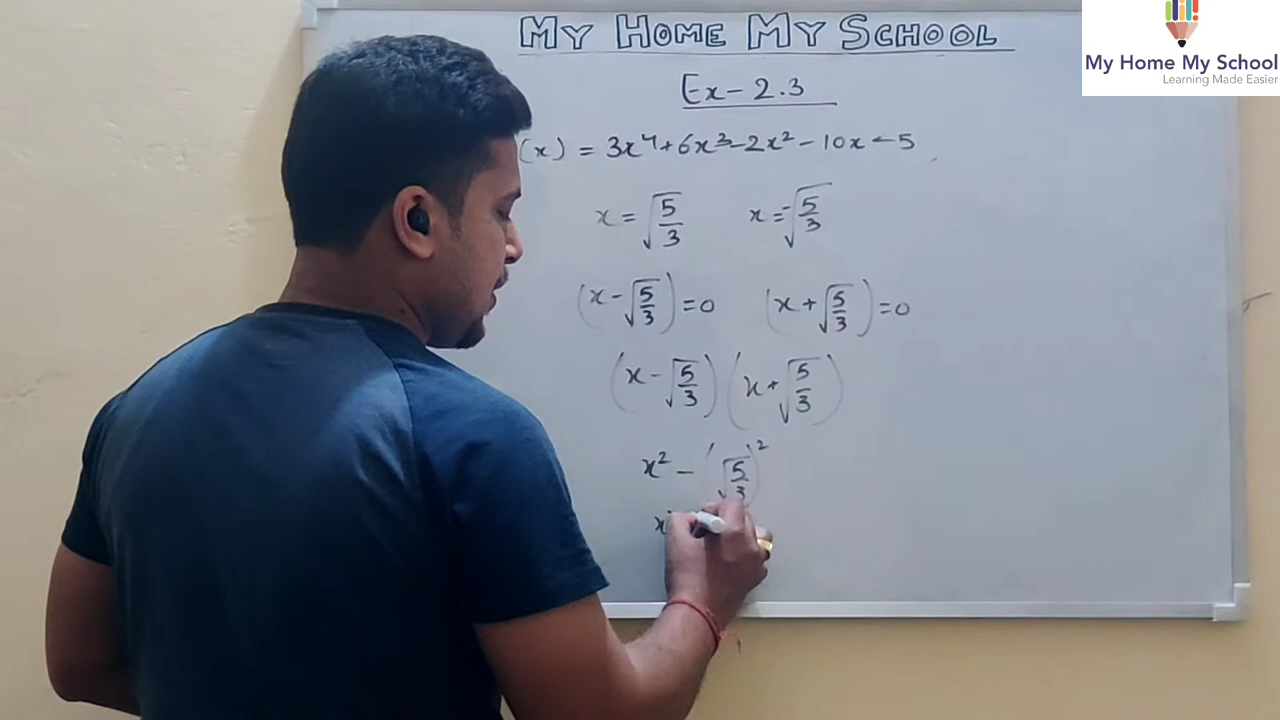 MY HOME MY SCHOOL
My Home My School
Learning Made Easier
Ex - 2.3
(x) = 3x⁴+6x³-2x²-10x-5
x = √5/3 x = -√5/3
(x - √5/3) = 0 (x + √5/3) = 0
(x - √5/3) (x + √5/3)
x² - (√5/3)²
x